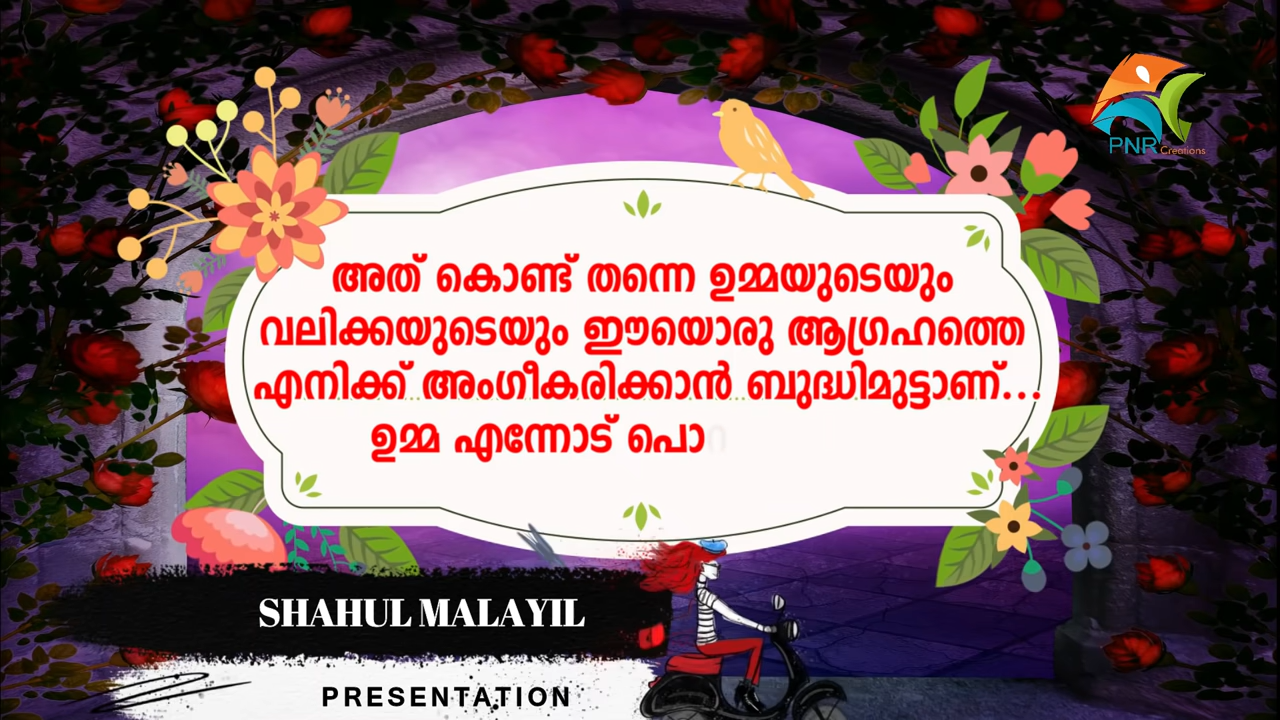 PNR Creations
അത് കൊണ്ട് തന്നെ ഉമ്മയുടെയും
വലിക്കയുടെയും ഈയൊരു ആഗ്രഹത്തെ
എനിക്ക് അംഗീകരിക്കാൻ ബുദ്ധിമുട്ടാണ്...
ഉമ്മ എന്നോട് പൊ
SHAHUL MALAYIL
PRESENTATION